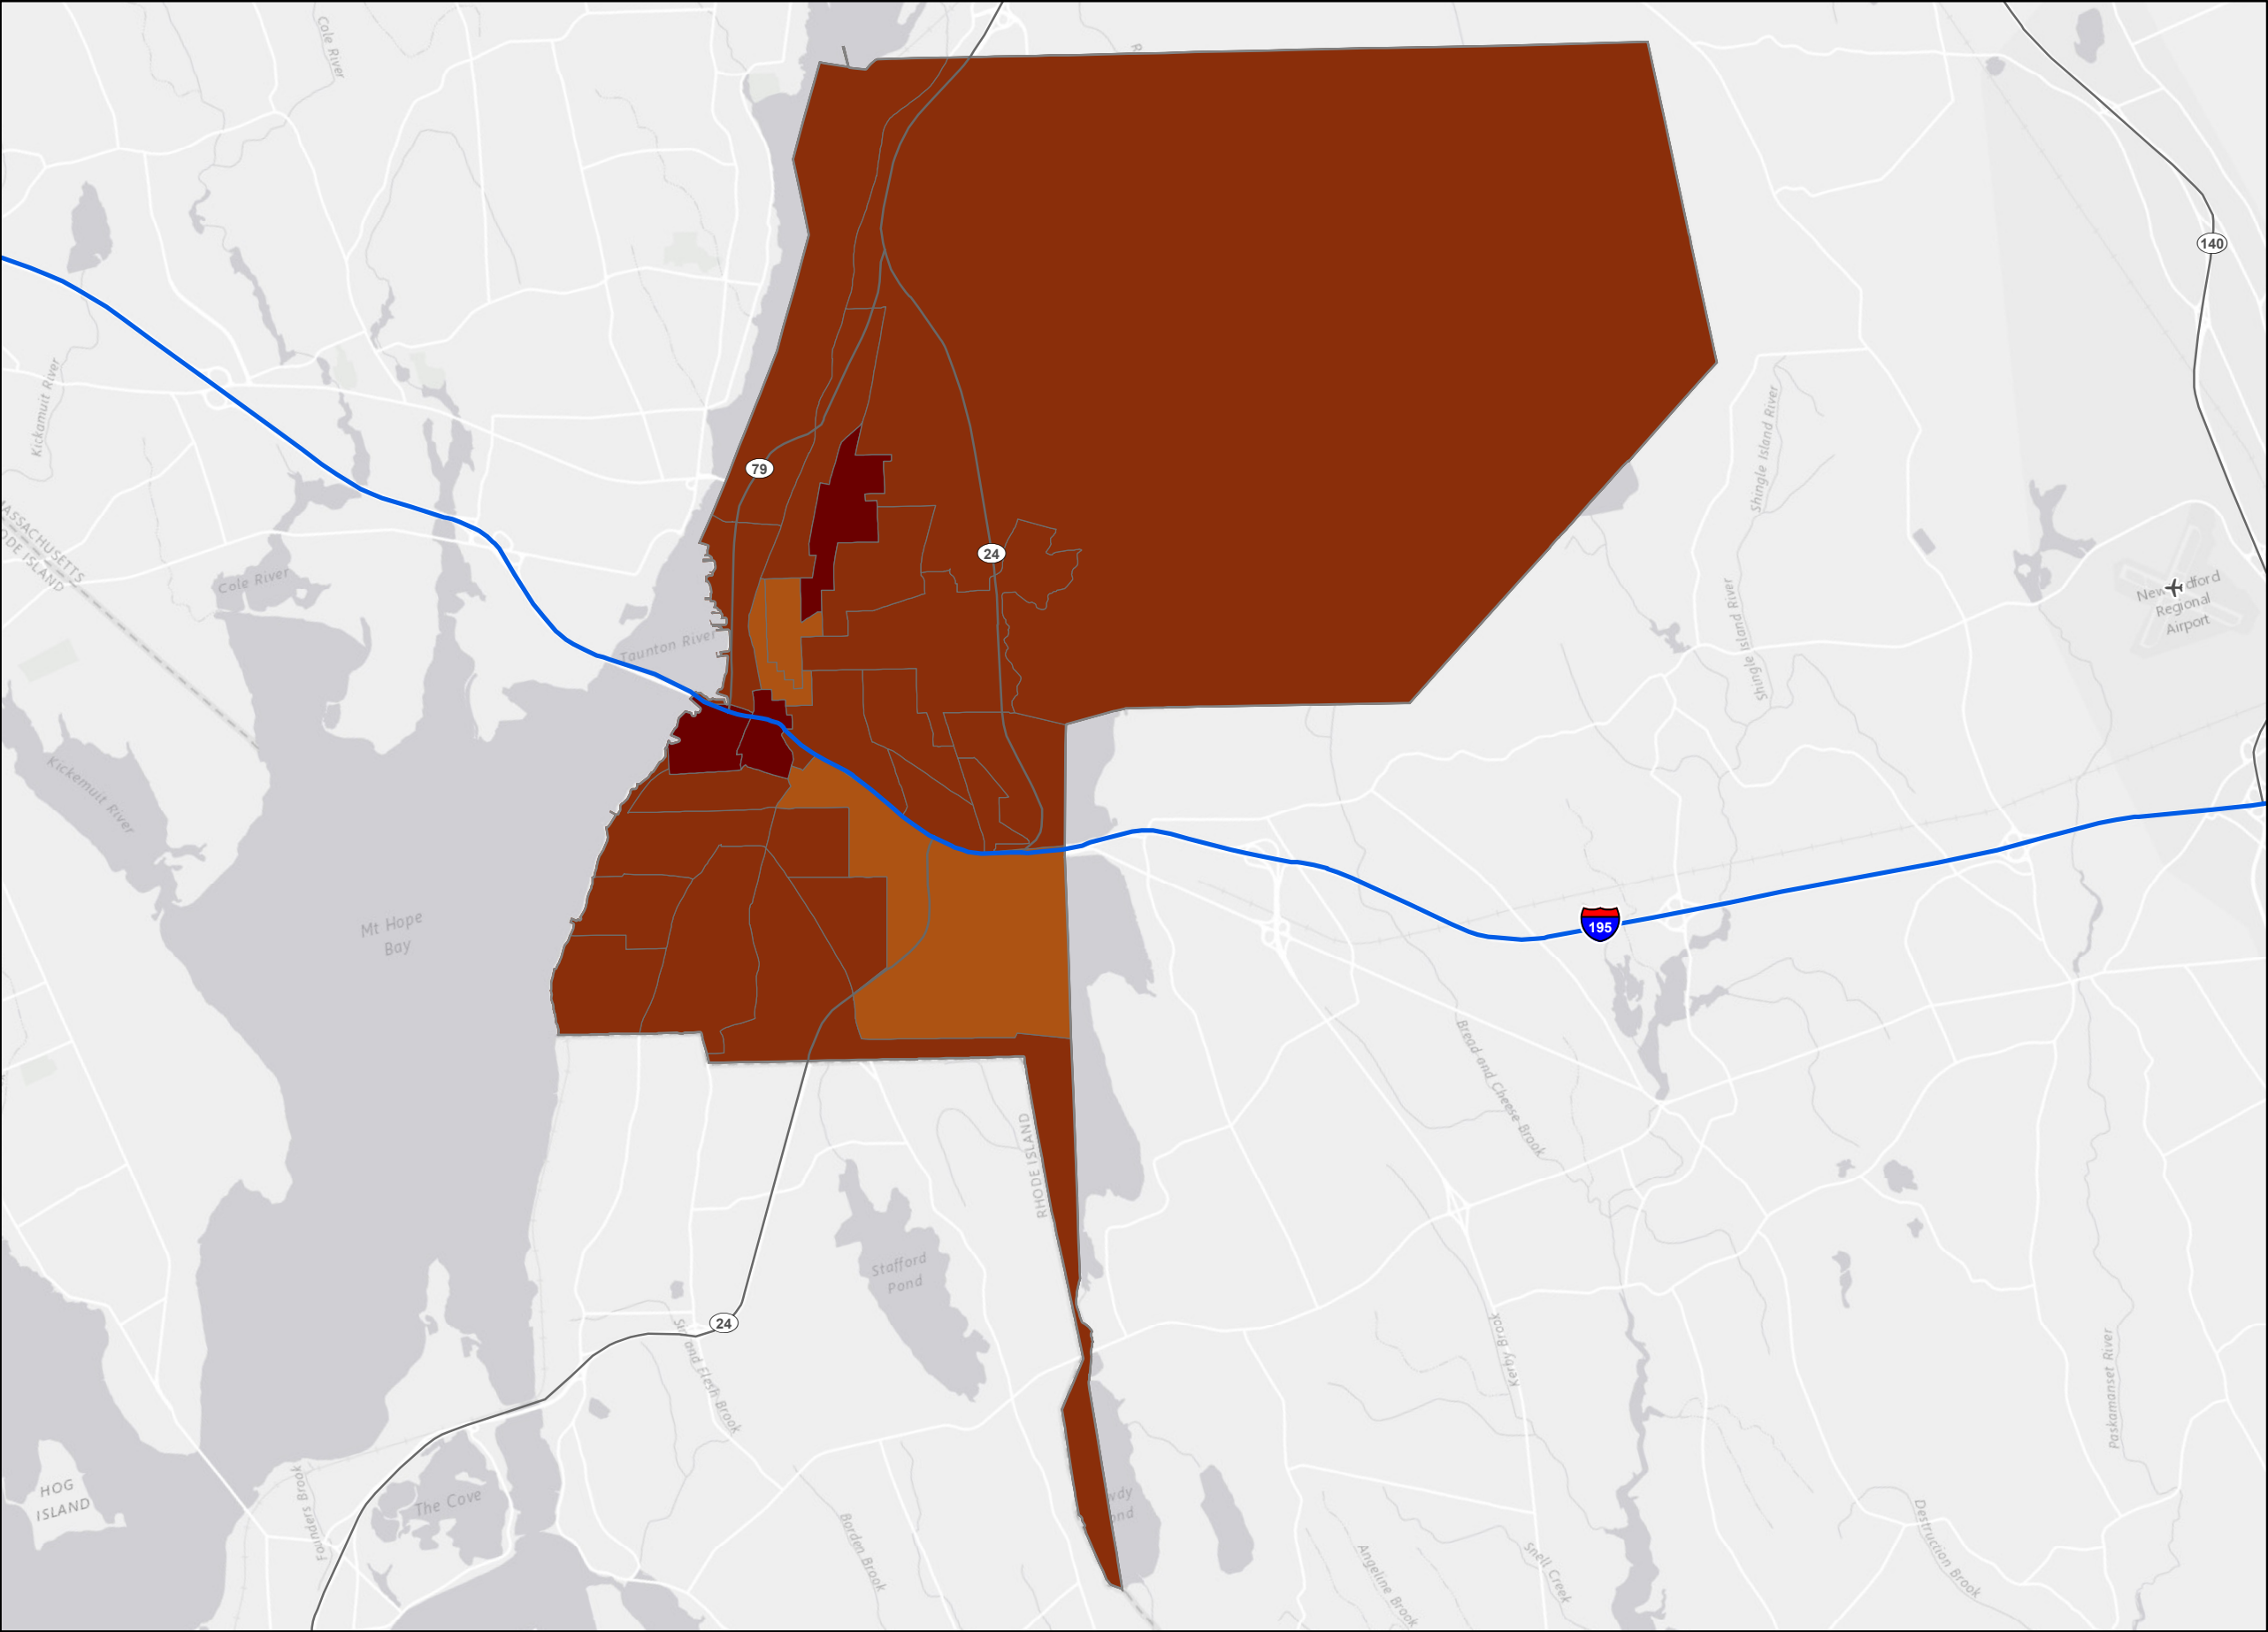 Cole River
140
Kickamuit River
79
Shingle Island River
24
MASSACHUSETTS
RHODE ISLAND
Cole River
Regional
Airport
Shingle Island River
Taunton River
Kickemuit River
195
Mt Hope
Bay
Bread and Cheese Brook
RHODE ISLAND
Stafford
Pond
24
Kerby Brook
Paskamanset River
HOG
ISLAND
The Cove
Founders Brook
Borden Brook
Angeline Brook
Snell Creek
Destruction Brook